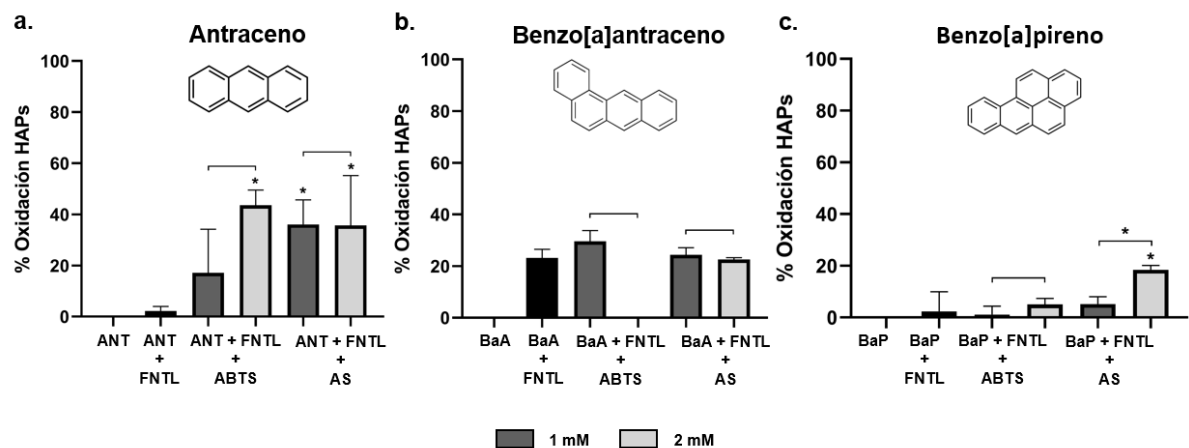 a.
Antraceno
% Oxidación HAPs
100
80
60
40
20
0
* * *
ANT
ANT + FNTL
ANT + FNTL + ABTS
ANT + FNTL + AS
b.
Benzo[a]antraceno
% Oxidación HAPs
100
80
60
40
20
0
BaA
BaA + FNTL
BaA + FNTL + ABTS
BaA + FNTL + AS
c.
Benzo[a]pireno
% Oxidación HAPs
100
80
60
40
20
0
*
*
BaP
BaP + FNTL
BaP + FNTL + ABTS
BaP + FNTL + AS
1 mM
2 mM